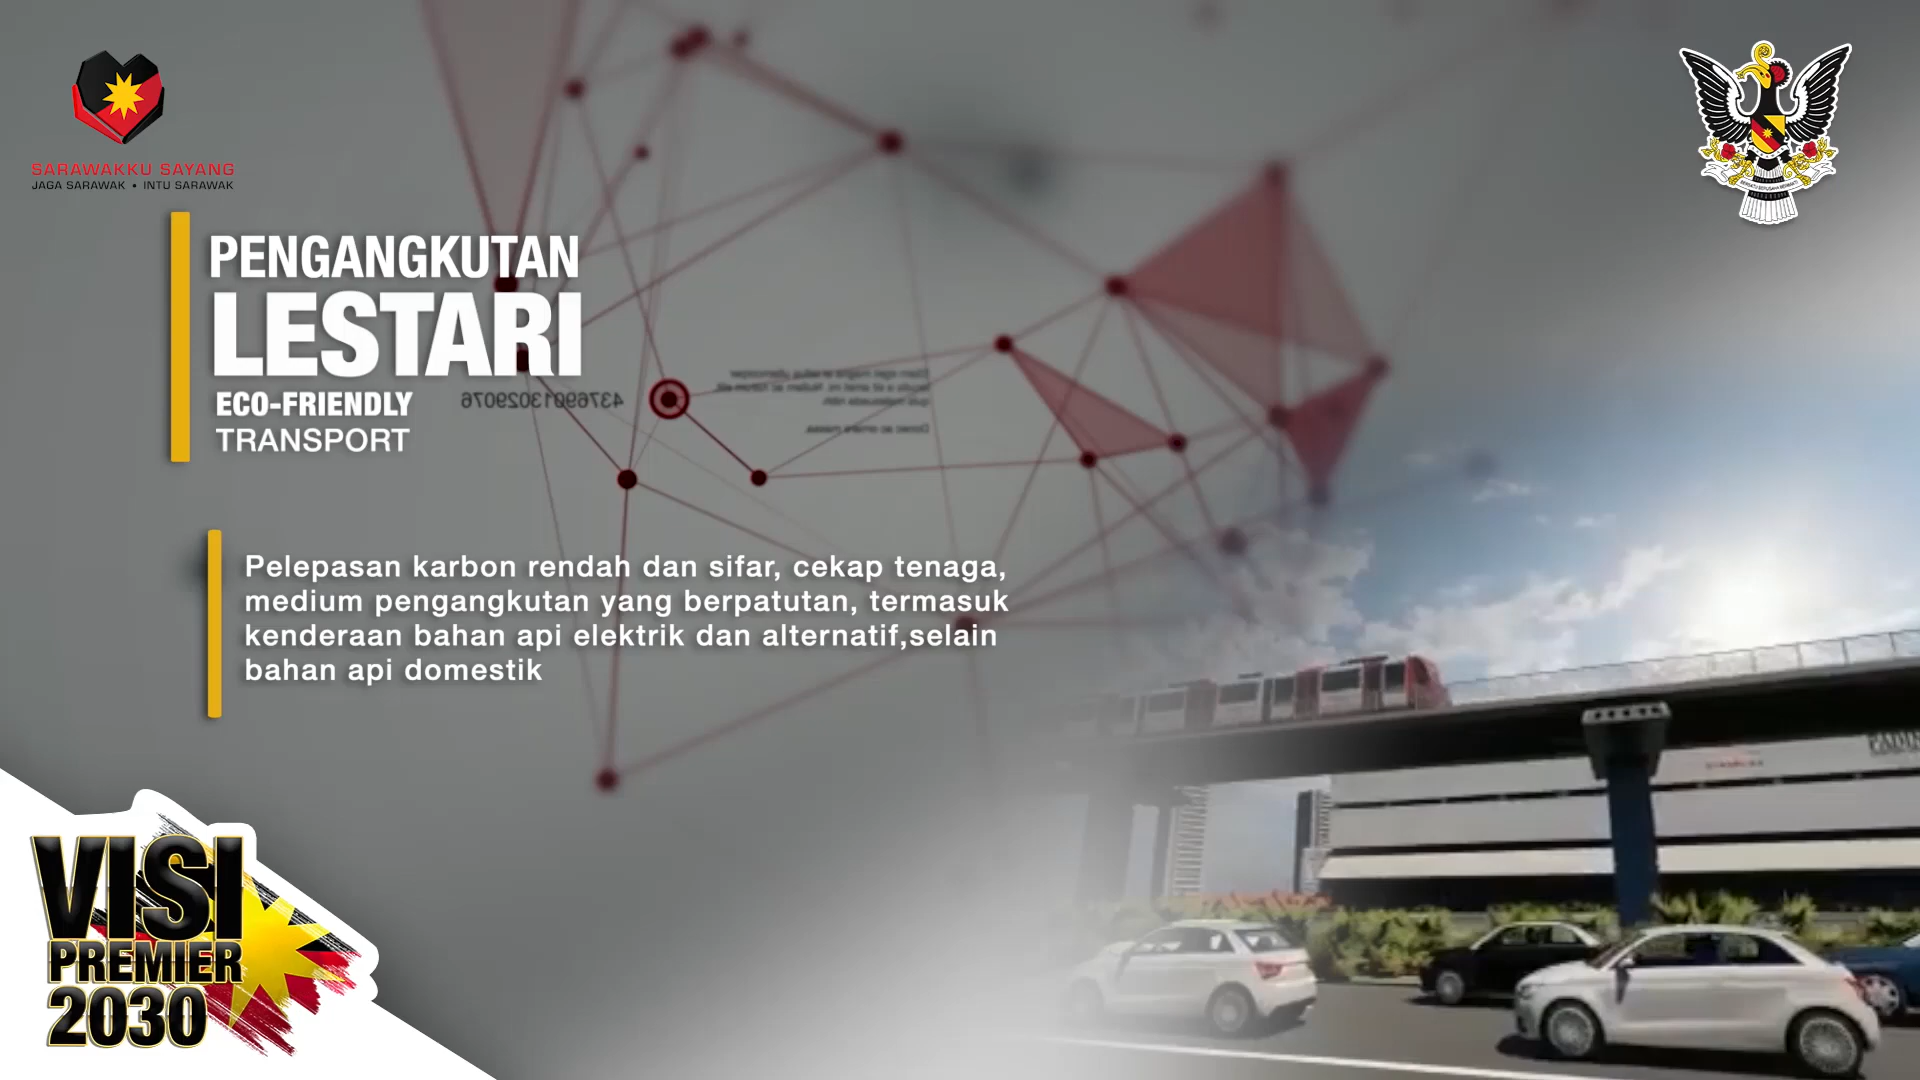 SARAWAKKU SAYANG
JAGA SARAWAK • INTU SARAWAK
PENGANGKUTAN
LESTARI
ECO-FRIENDLY
TRANSPORT
43769013029076
Pelepasan karbon rendah dan sifar, cekap tenaga,
medium pengangkutan yang berpatutan, termasuk
kenderaan bahan api elektrik dan alternatif,selain
bahan api domestik
VISI
PREMIER
2030